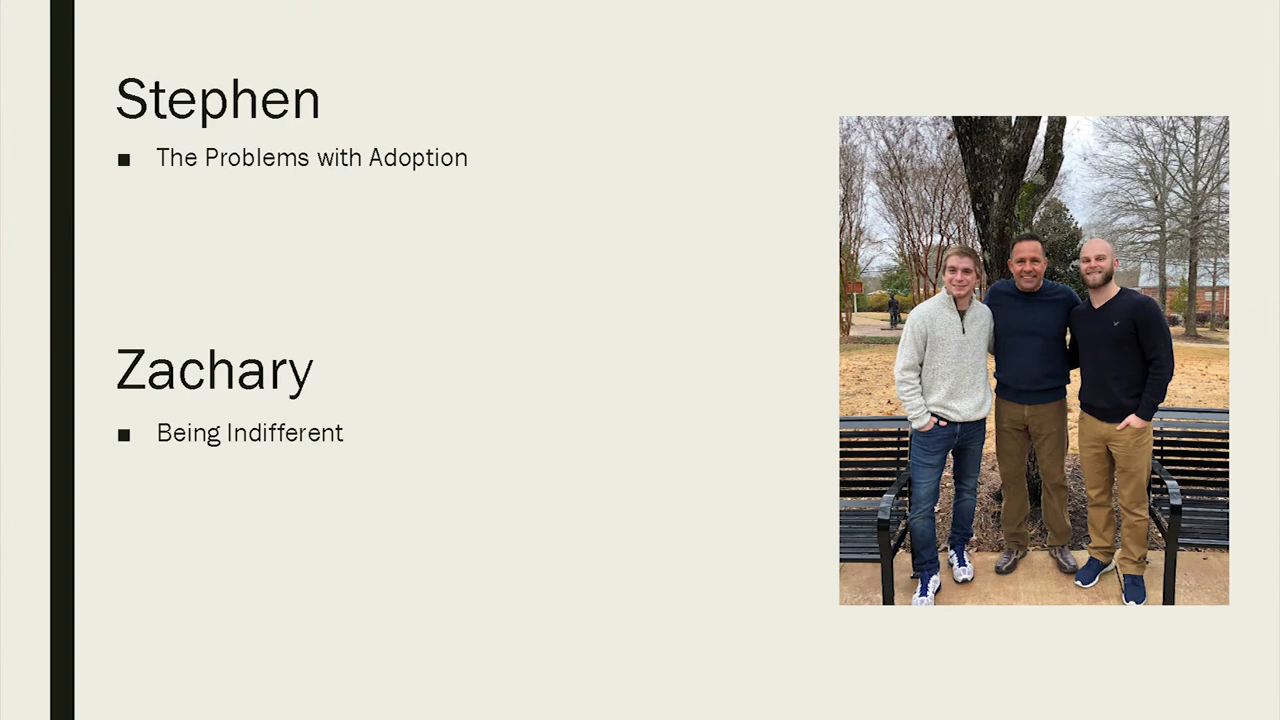 Stephen
■ The Problems with Adoption
Zachary
■ Being Indifferent